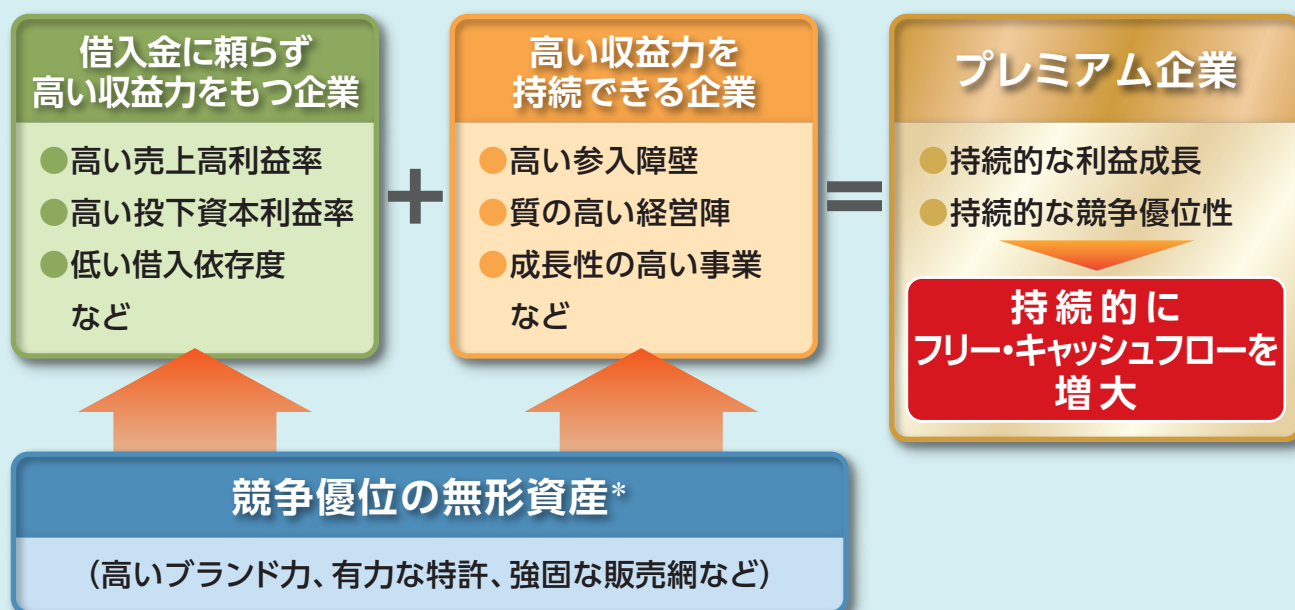 借入金に頼らず
高い収益力をもつ企業
●高い売上高利益率
●高い投下資本利益率
●低い借入依存度
など
+
高い収益力を
持続できる企業
●高い参入障壁
●質の高い経営陣
●成長性の高い事業
など
=
プレミアム企業
●持続的な利益成長
●持続的な競争優位性
持続的に
フリー・キャッシュフローを
増大
競争優位の無形資産*
(高いブランド力、有力な特許、強固な販売網など)